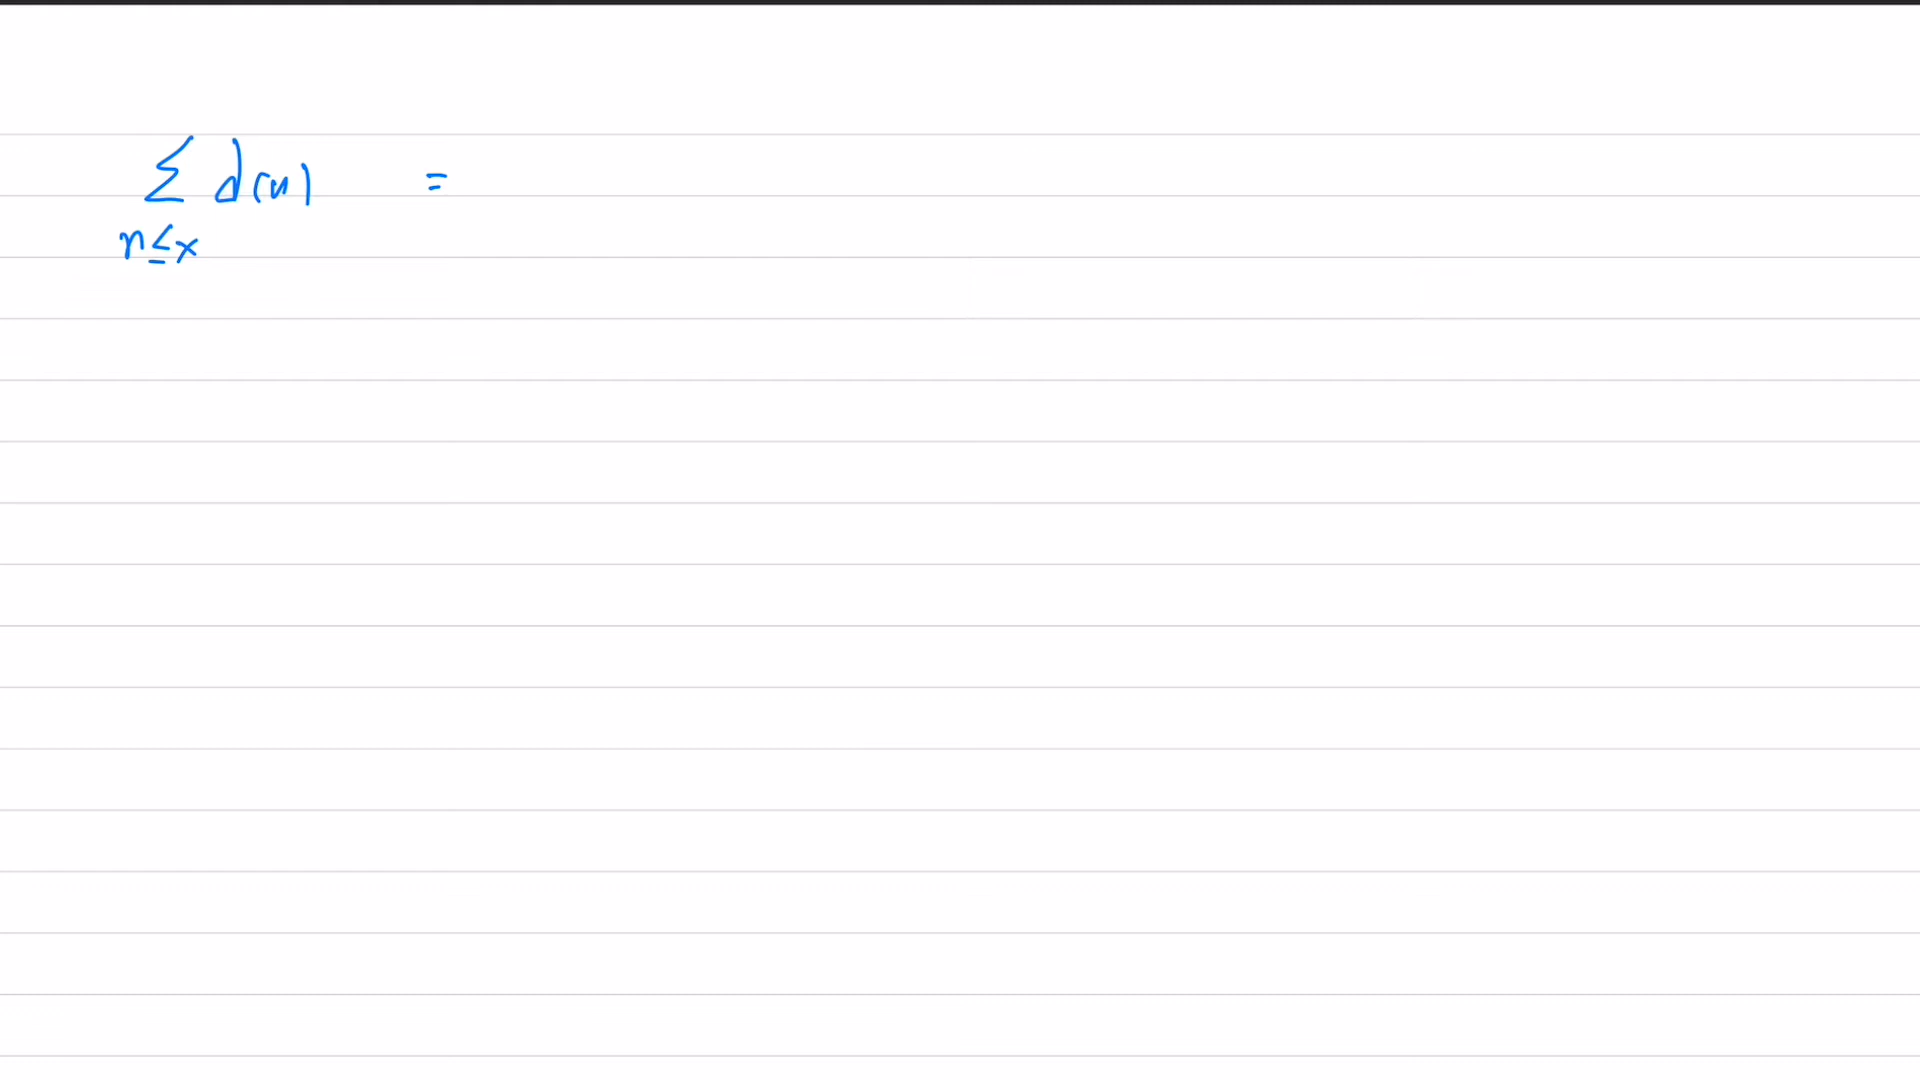 ∑ d(n) =
n≤x